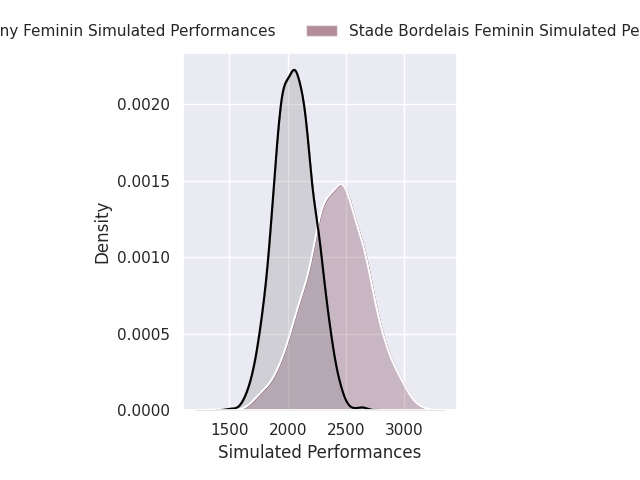 ny Feminin Simulated Performances Stade Bordelais Feminin Simulated Pe
0.0020
0.0015
0.0010
0.0005
0.0000
Density
1500 2000 2500 3000
Simulated Performances